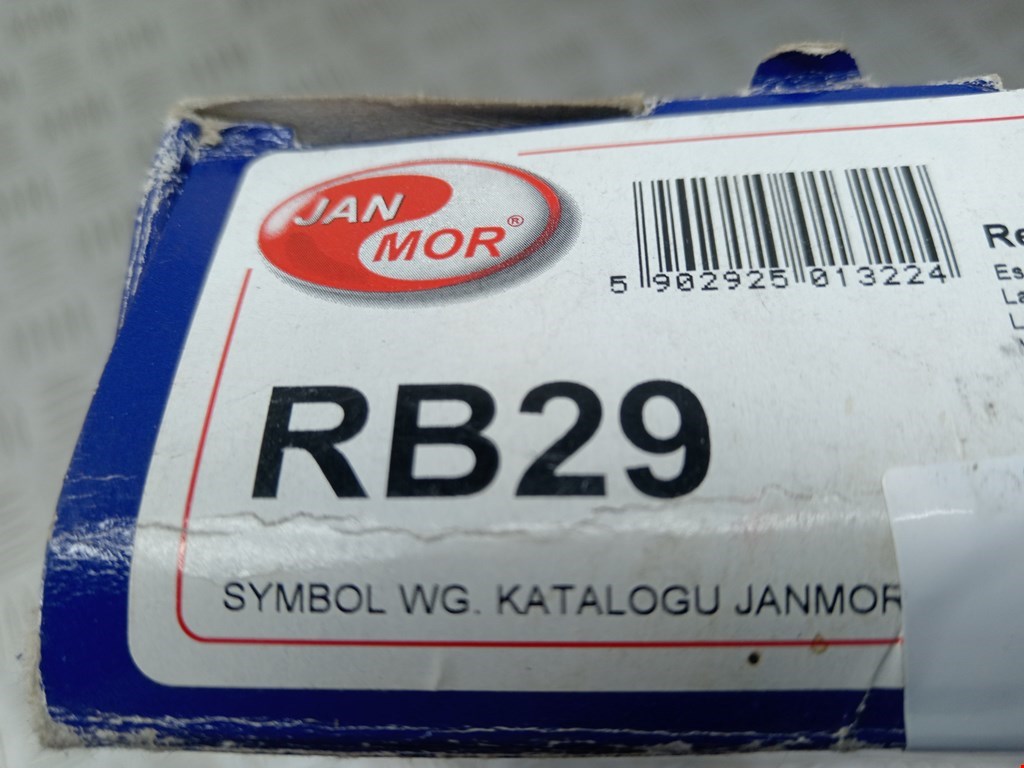 JAN
MOR®
5 902925 013224
RB29
SYMBOL WG. KATALOGU JANMOR